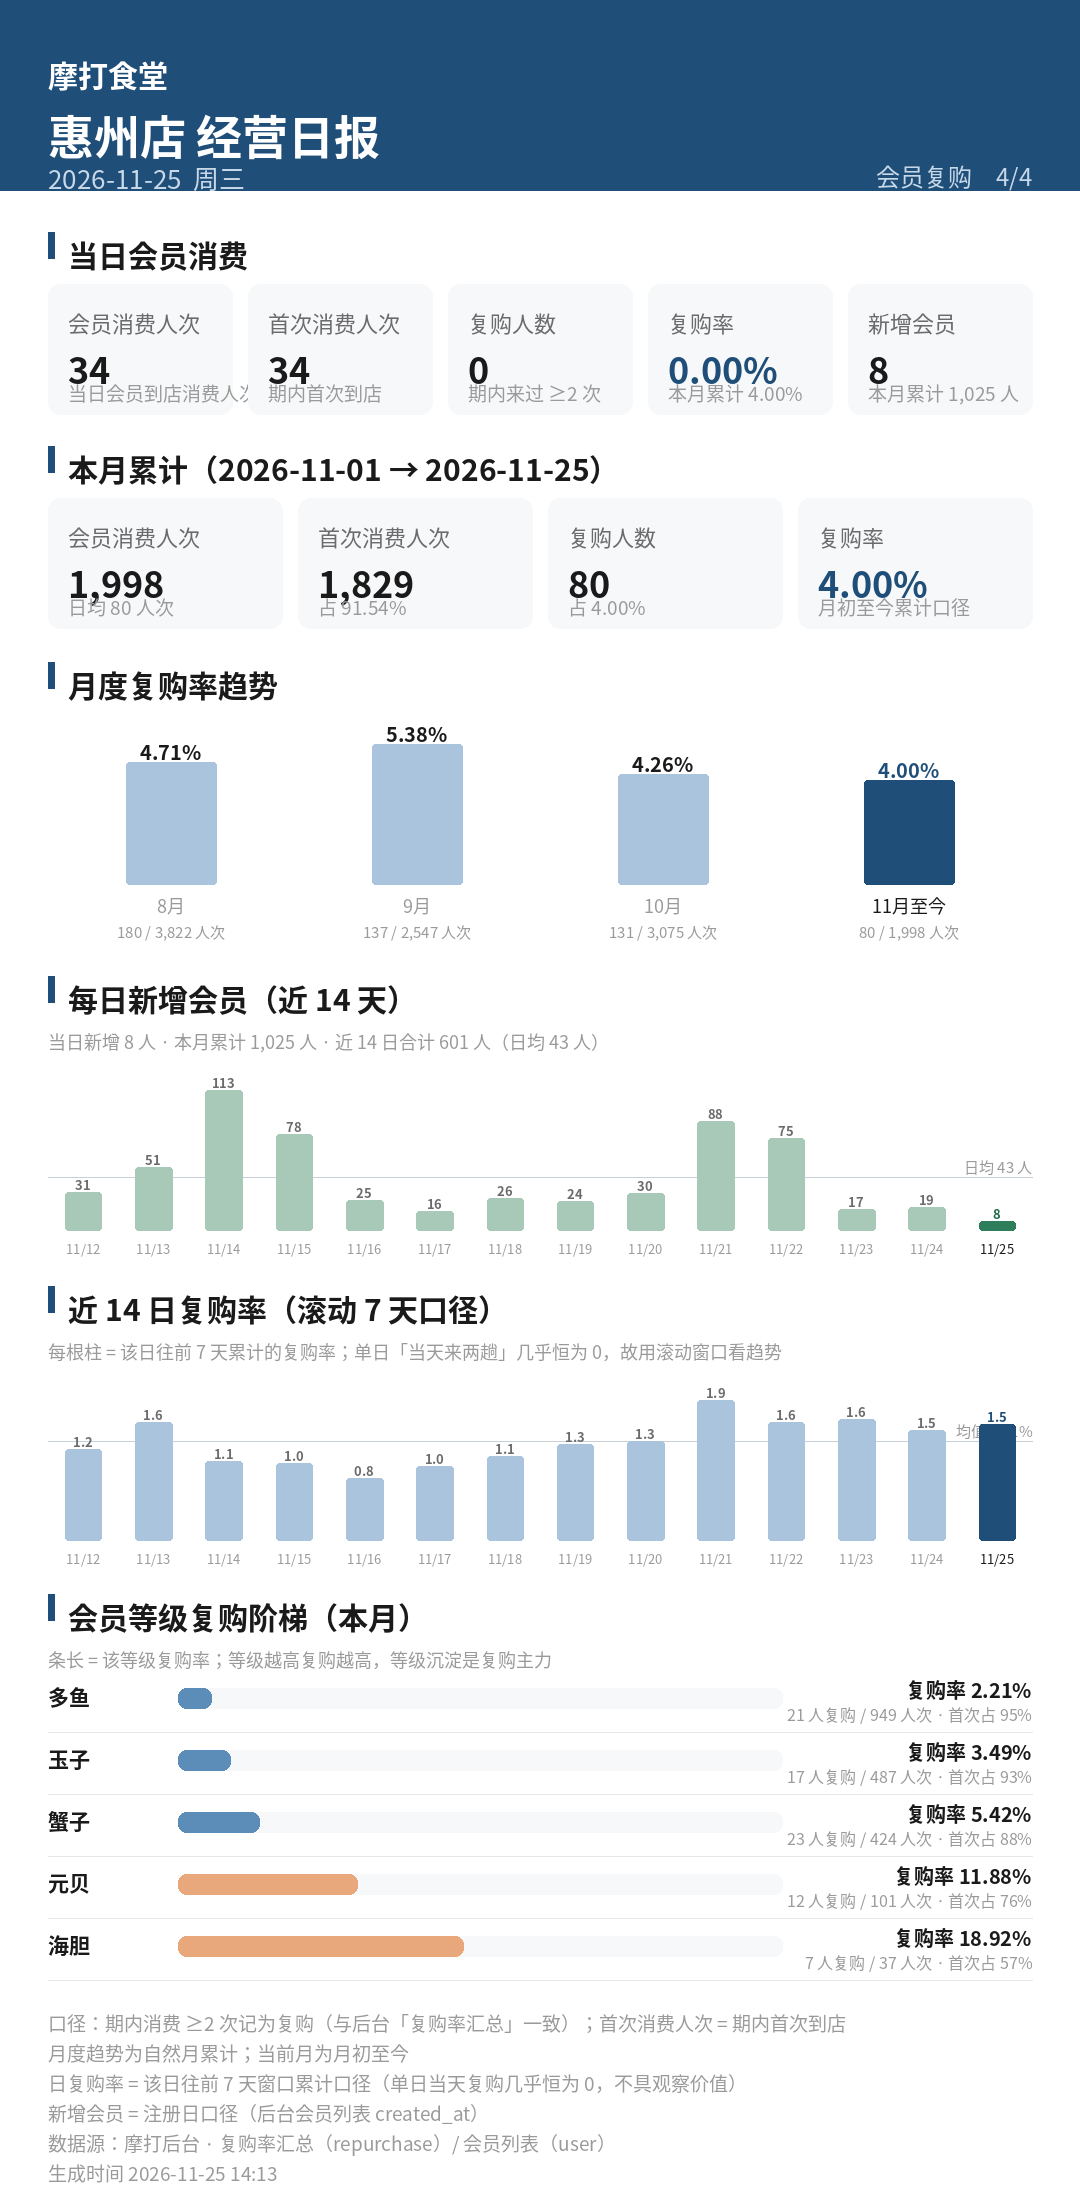 摩打食堂
惠州店 经营日报
2026-11-25 周三
会员复购 4/4
当日会员消费
会员消费人次 首次消费人次 复购人数 复购率 新增会员
34 34 0 0.00% 8
当日会员到店消费人次 期内首次到店 期内来过 ≥2 次 本月累计 4.00% 本月累计 1,025 人
本月累计（2026-11-01 → 2026-11-25）
会员消费人次 首次消费人次 复购人数 复购率
1,998 1,829 80 4.00%
日均 80 人次 占 91.54% 占 4.00% 月初至今累计口径
月度复购率趋势
4.71% 5.38% 4.26% 4.00%
8月 9月 10月 11月至今
180 / 3,822 人次 137 / 2,547 人次 131 / 3,075 人次 80 / 1,998 人次
每日新增会员（近 14 天）
当日新增 8 人 · 本月累计 1,025 人 · 近 14 日合计 601 人（日均 43 人）
31 51 113 78 25 16 26 24 30 88 75 17 19 8
日均 43 人
11/12 11/13 11/14 11/15 11/16 11/17 11/18 11/19 11/20 11/21 11/22 11/23 11/24 11/25
近 14 日复购率（滚动 7 天口径）
每根柱 = 该日往前 7 天累计的复购率；单日「当天来两趟」几乎恒为 0，故用滚动窗口看趋势
1.2 1.6 1.1 1.0 0.8 1.0 1.1 1.3 1.3 1.9 1.6 1.6 1.5 1.5
11/12 11/13 11/14 11/15 11/16 11/17 11/18 11/19 11/20 11/21 11/22 11/23 11/24 11/25
会员等级复购阶梯（本月）
条长 = 该等级复购率；等级越高复购越高，等级沉淀是复购主力
多鱼 复购率 2.21%
21 人复购 / 949 人次 · 首次占 95%
玉子 复购率 3.49%
17 人复购 / 487 人次 · 首次占 93%
蟹子 复购率 5.42%
23 人复购 / 424 人次 · 首次占 88%
元贝 复购率 11.88%
12 人复购 / 101 人次 · 首次占 76%
海胆 复购率 18.92%
7 人复购 / 37 人次 · 首次占 57%
口径：期内消费 ≥2 次记为复购（与后台「复购率汇总」一致）；首次消费人次 = 期内首次到店
月度趋势为自然月累计；当前月为月初至今
日复购率 = 该日往前 7 天窗口累计口径（单日当天复购几乎恒为 0，不具观察价值）
新增会员 = 注册日口径（后台会员列表 created_at）
数据源：摩打后台 · 复购率汇总（repurchase）/ 会员列表（user）
生成时间 2026-11-25 14:13